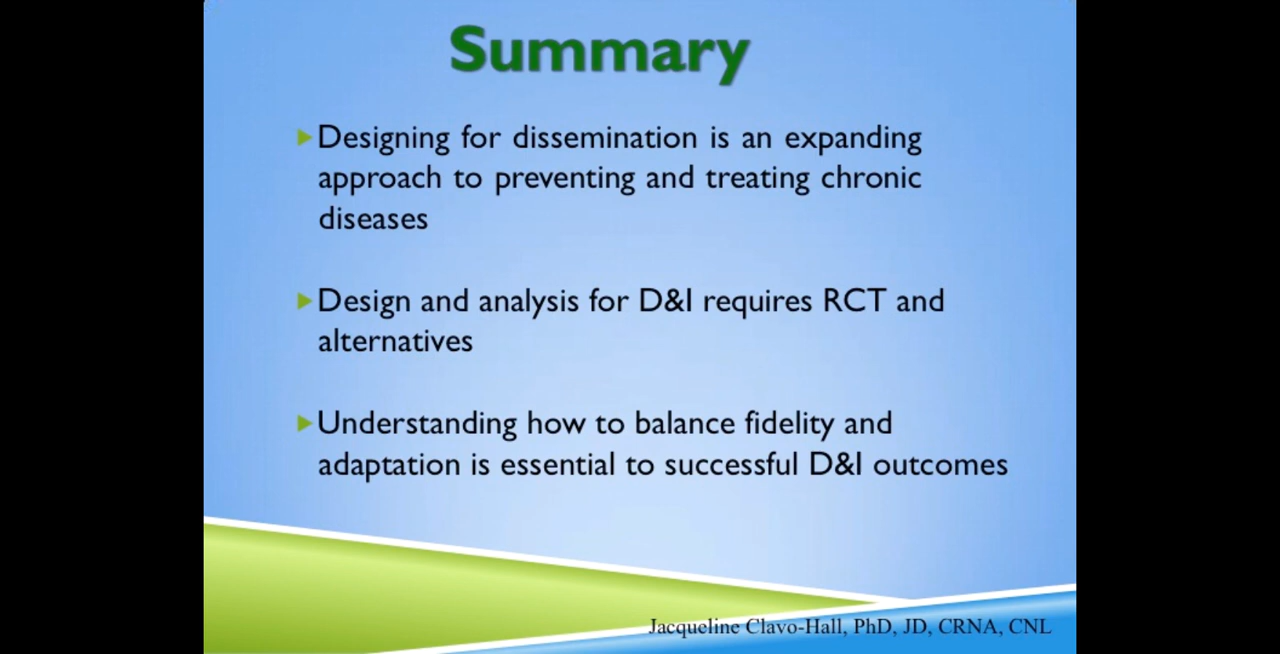 Summary
Designing for dissemination is an expanding
approach to preventing and treating chronic
diseases
Design and analysis for D&I requires RCT and
alternatives
Understanding how to balance fidelity and
adaptation is essential to successful D&I outcomes
Jacqueline Clavo-Hall, PhD, JD, CRNA, CNL